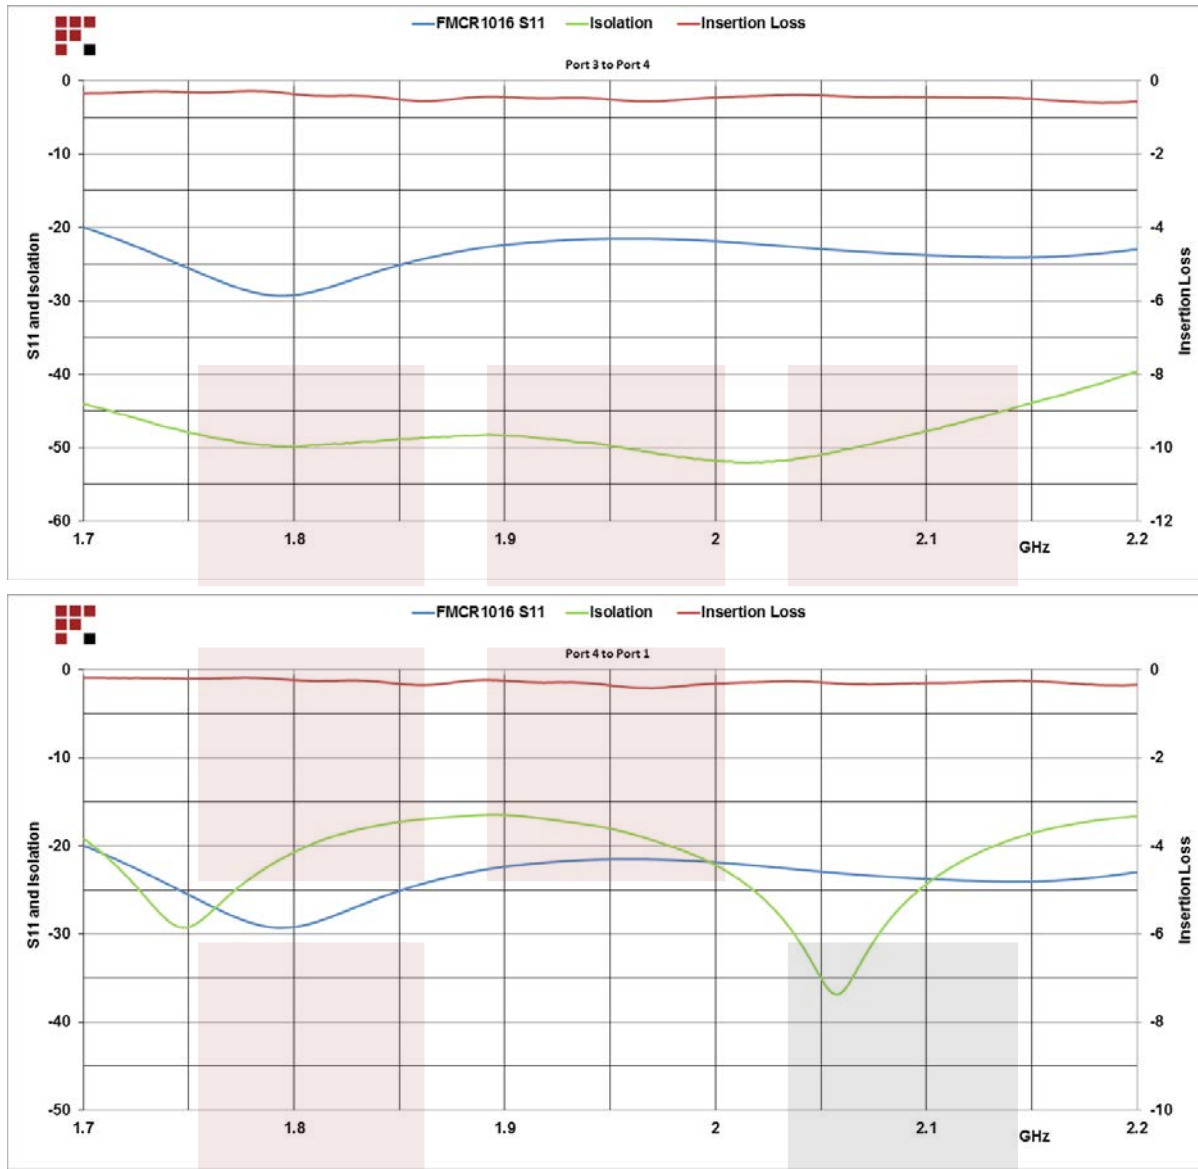 FMCR1016 S11 Isolation Insertion Loss
Port 3 to Port 4
0 0
-10 -2
-20 -4
-30 -6
-40 -8
-50 -10
-60 -12
S11 and Isolation
Insertion Loss
1.7 1.8 1.9 2 2.1 GHz 2.2
FMCR1016 S11 Isolation Insertion Loss
Port 4 to Port 1
0 0
-10 -2
-20 -4
-30 -6
-40 -8
-50 -10
S11 and Isolation
Insertion Loss
1.7 1.8 1.9 2 2.1 GHz 2.2